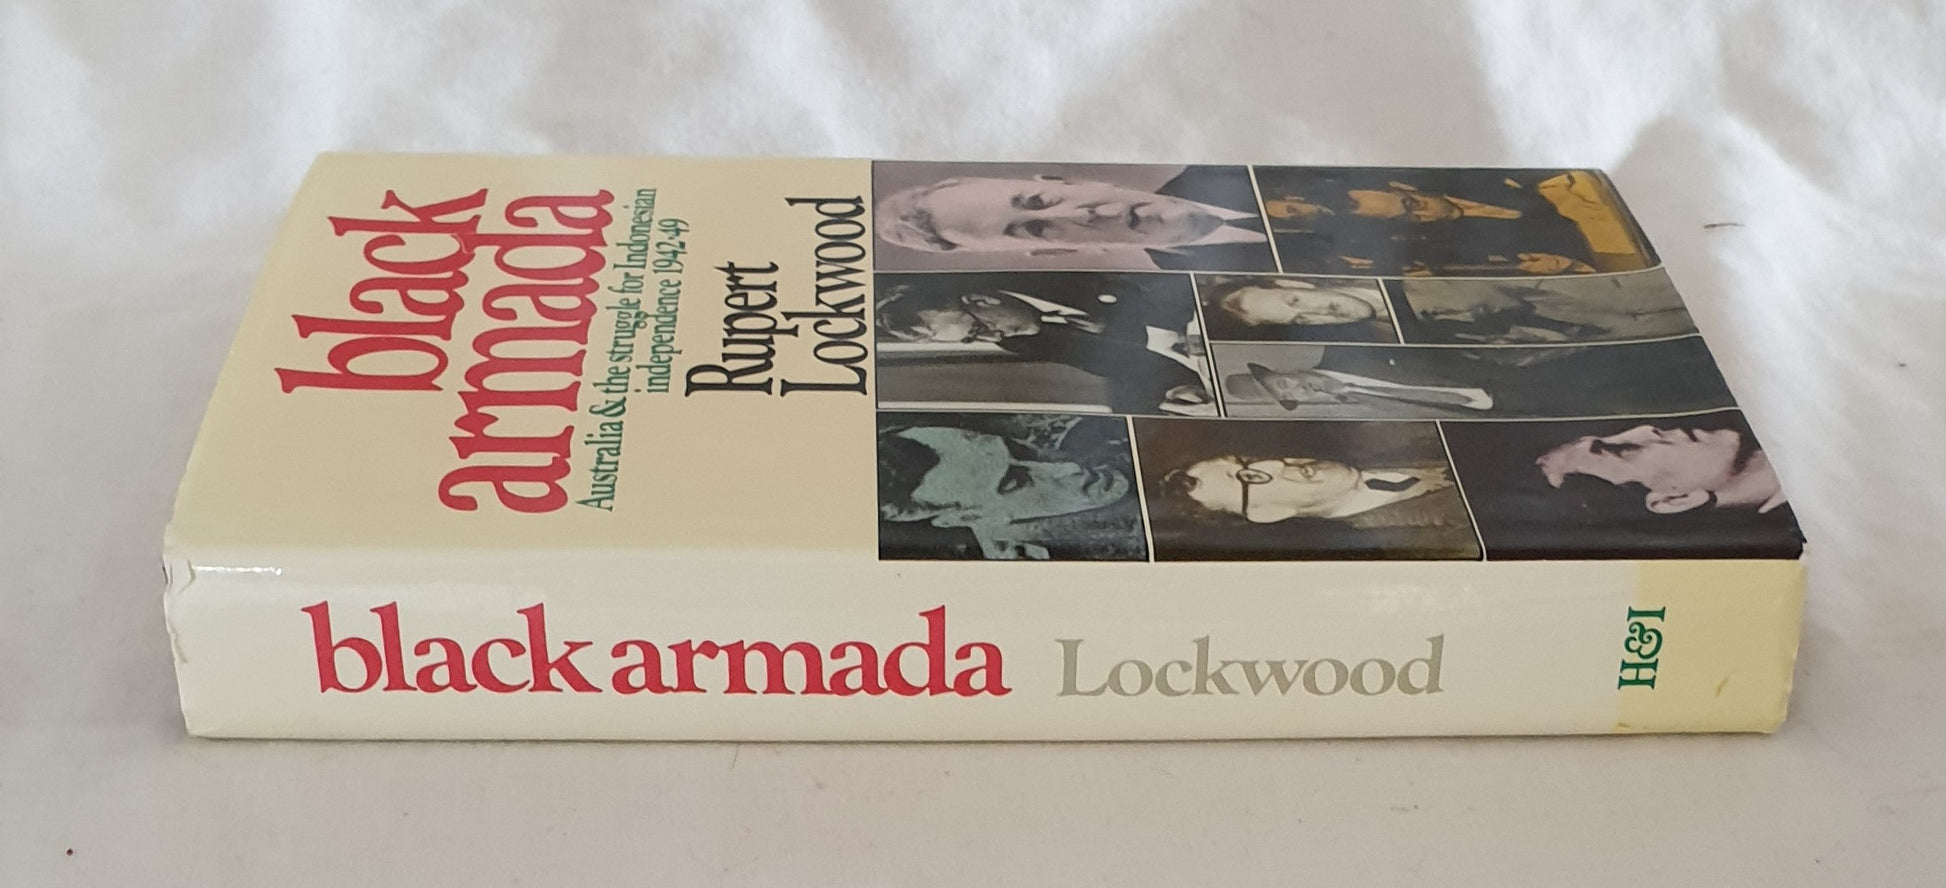 black
armada
Australia & the struggle for Indonesian
independence 1942-49
Rupert
Lockwood
black armada Lockwood H&I